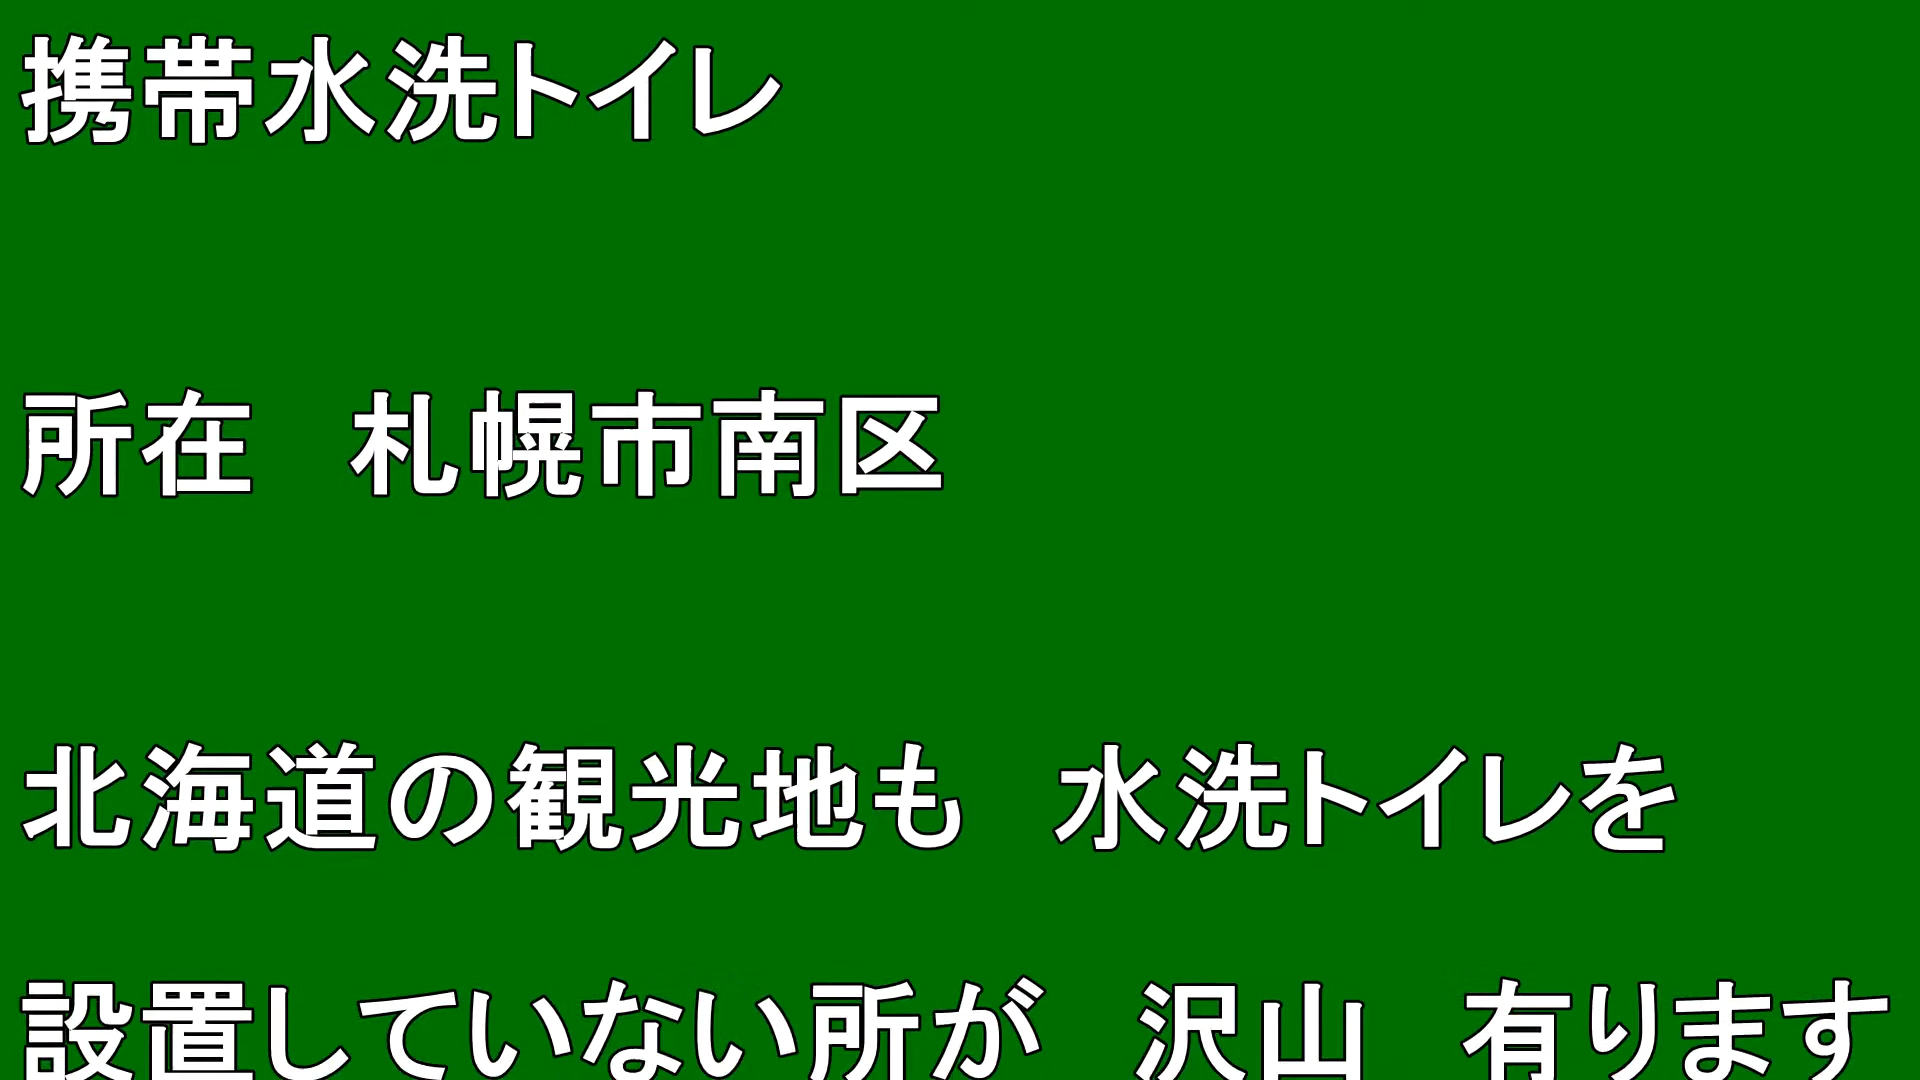 携帯水洗トイレ
所在　札幌市南区
北海道の観光地も　水洗トイレを
設置していない所が　沢山　有ります